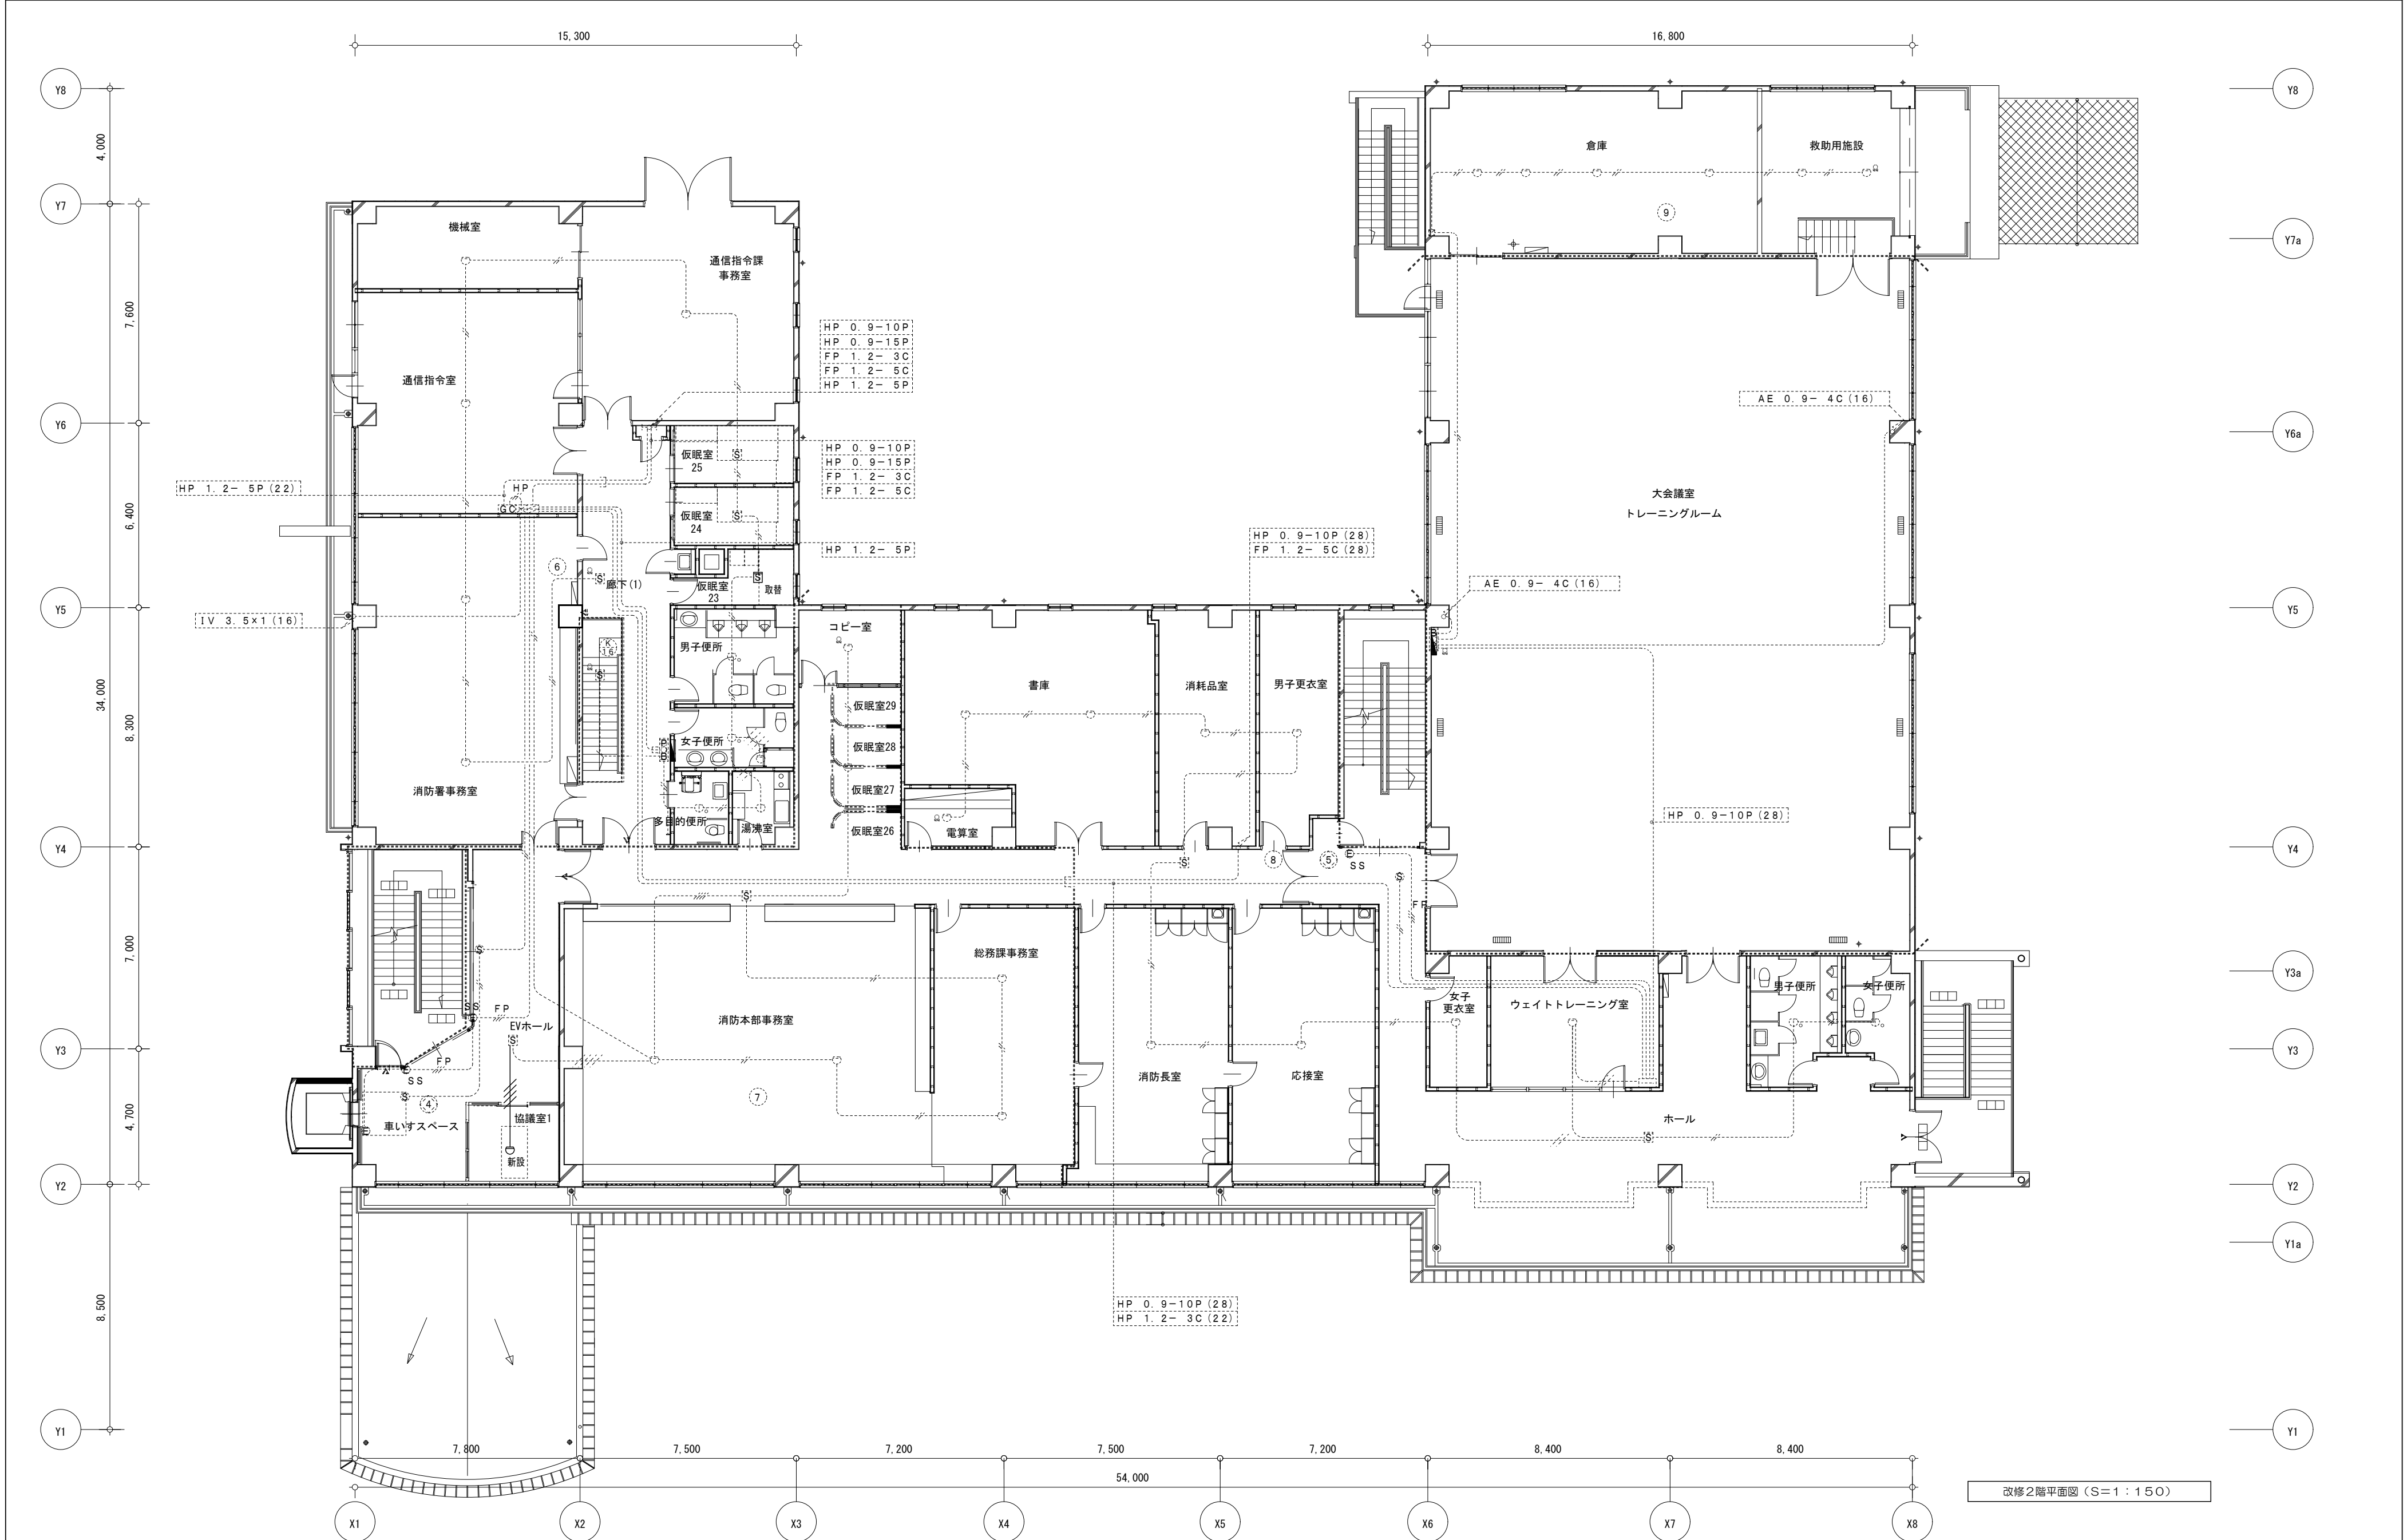 15,300
16,800
Y8
Y8
4,000
倉庫
救助用施設
Y7
機械室
9
Y7a
通信指令課
事務室
7,600
HP 0.9-10P
HP 0.9-15P
FP 1.2- 3C
FP 1.2- 5C
HP 1.2- 5P
通信指令室
AE 0.9- 4C(16)
Y6
Y6a
仮眠室
25
S
HP 0.9-10P
HP 0.9-15P
FP 1.2- 3C
FP 1.2- 5C
HP 1.2- 5P(22)
HP
GC
大会議室
トレーニングルーム
6,400
仮眠室
24
S
HP 0.9-10P(28)
FP 1.2- 5C(28)
HP 1.2- 5P
6
S
廊下(1)
仮眠室
23
S
取替
AE 0.9- 4C(16)
Y5
Y5
IV 3.5×1(16)
S
コピー室
K
16
男子便所
S
34,000
書庫
消耗品室
男子更衣室
仮眠室29
8,300
女子便所
仮眠室28
P
B
消防署事務室
仮眠室27
HP 0.9-10P(28)
多目的便所
湯沸室
仮眠室26
電算室
Y4
Y4
S
8
5
E
SS
S
S
FP
7,000
S
総務課事務室
Y3a
男子便所
女子便所
女子
更衣室
ウェイトトレーニング室
SS
FP
EVホール
消防本部事務室
S
Y3
Y3
FP
SS
消防長室
応接室
S
4
7
4,700
車いすスペース
協議室1
ホール
E
S
新設
Y2
Y2
Y1a
8,500
HP 0.9-10P(28)
HP 1.2- 3C(22)
Y1
Y1
7,800
7,500
7,200
7,500
7,200
8,400
8,400
54,000
改修2階平面図(S=1:150)
X1
X2
X3
X4
X5
X6
X7
X8